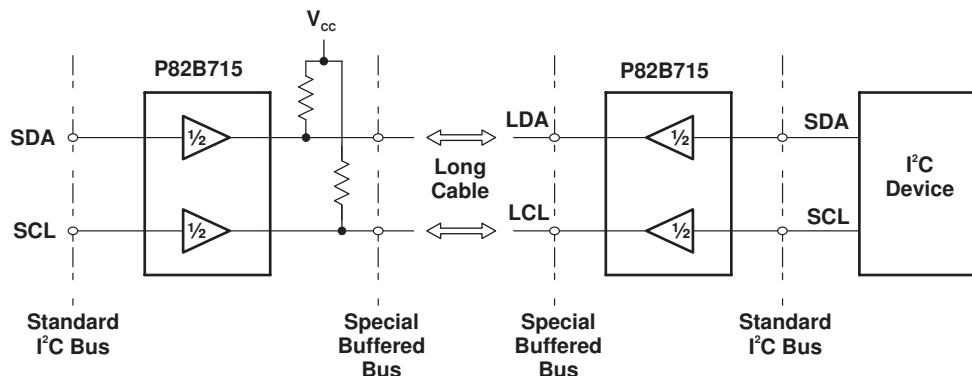 V_CC
P82B715
P82B715
SDA
½
LDA
½
SDA
Long
Cable
I²C
Device
SCL
½
LCL
½
SCL
Standard
I²C Bus
Special
Buffered
Bus
Special
Buffered
Bus
Standard
I²C Bus